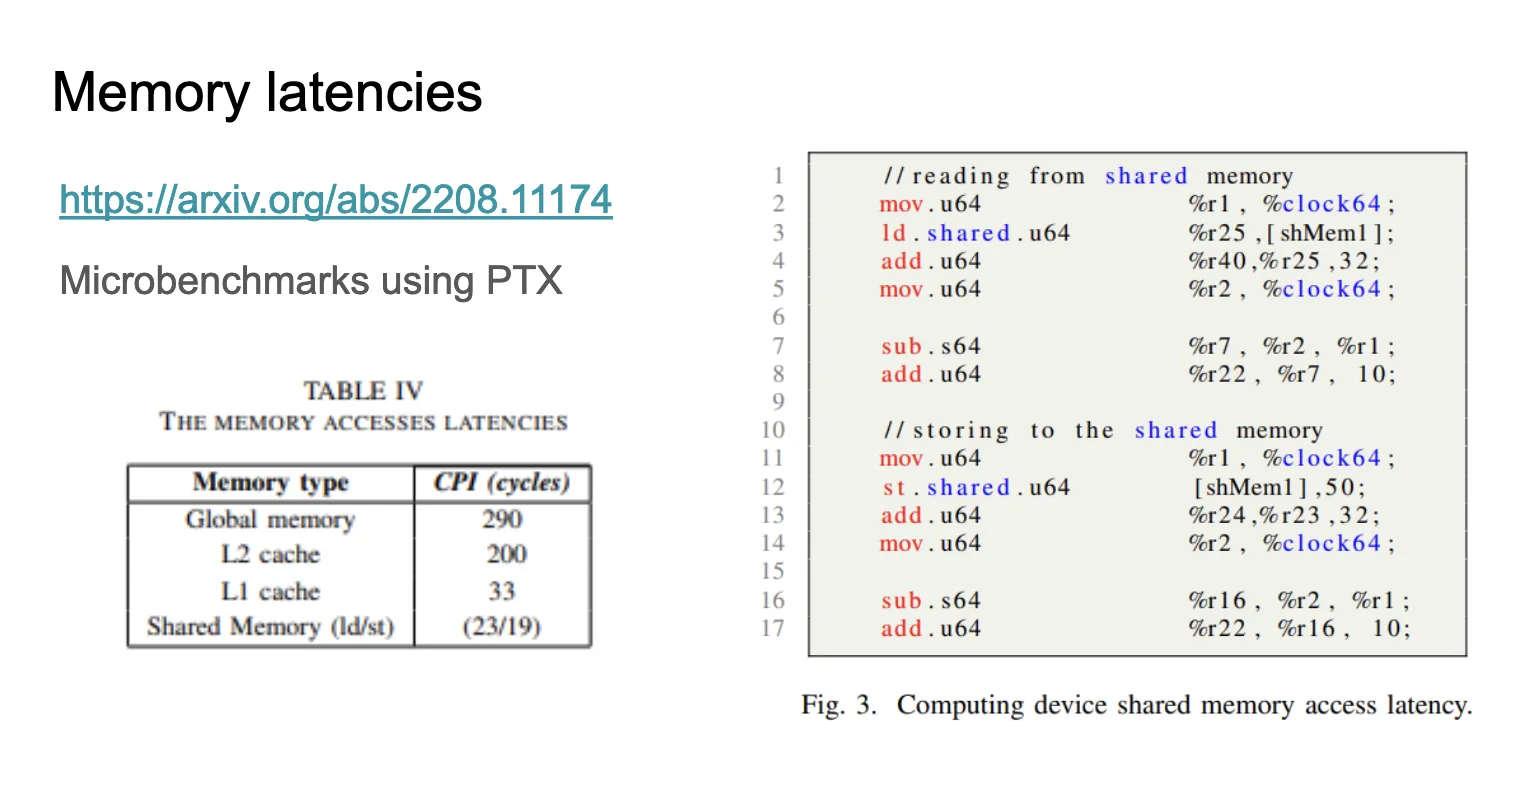 Memory latencies
https://arxiv.org/abs/2208.11174
Microbenchmarks using PTX
TABLE IV
THE MEMORY ACCESSES LATENCIES
Memory type CPI (cycles)
Global memory 290
L2 cache 200
L1 cache 33
Shared Memory (ld/st) (23/19)
1 //reading from shared memory
2 mov.u64 %r1, %clock64;
3 ld.shared.u64 %r25,[shMem1];
4 add.u64 %r40,%r25,32;
5 mov.u64 %r2, %clock64;
6
7 sub.s64 %r7, %r2, %r1;
8 add.u64 %r22, %r7, 10;
9
10 //storing to the shared memory
11 mov.u64 %r1, %clock64;
12 st.shared.u64 [shMem1],50;
13 add.u64 %r24,%r23,32;
14 mov.u64 %r2, %clock64;
15
16 sub.s64 %r16, %r2, %r1;
17 add.u64 %r22, %r16, 10;
Fig. 3. Computing device shared memory access latency.